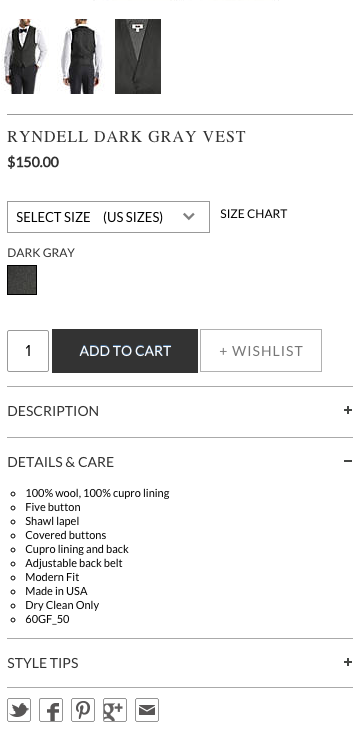 RYNDELL DARK GRAY VEST
$150.00
SELECT SIZE (US SIZES) SIZE CHART
DARK GRAY
1 ADD TO CART + WISHLIST
DESCRIPTION +
DETAILS & CARE −
100% wool, 100% cupro lining
Five button
Shawl lapel
Covered buttons
Cupro lining and back
Adjustable back belt
Modern Fit
Made in USA
Dry Clean Only
60GF_50
STYLE TIPS +